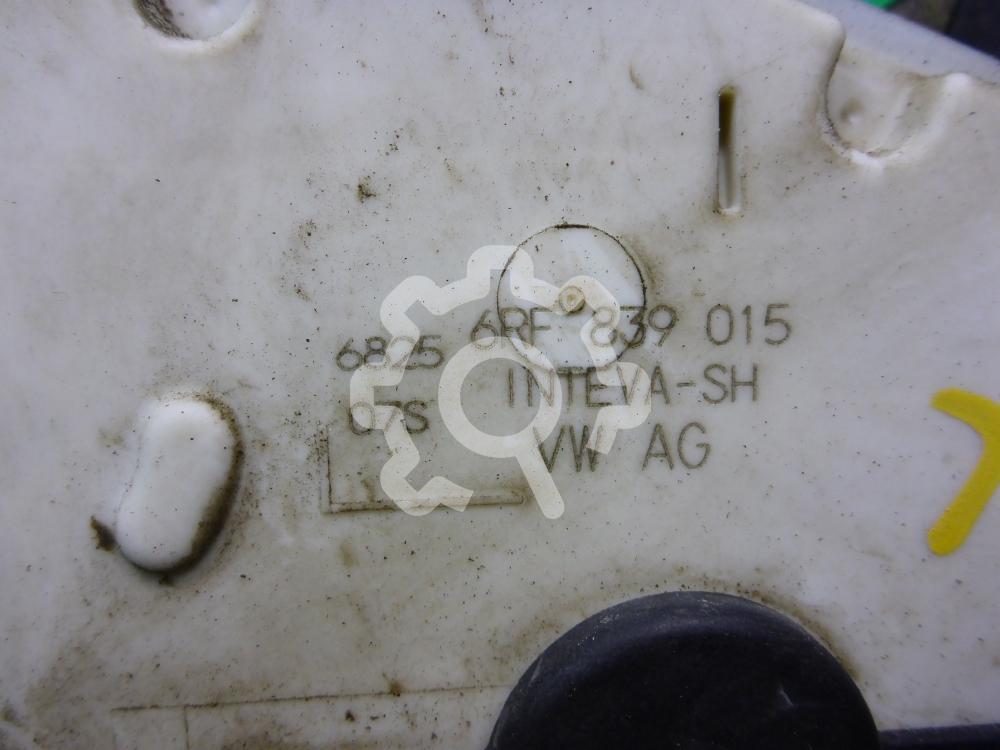 6825 6RF 839 015
INTEVA-SH
07S
VW AG